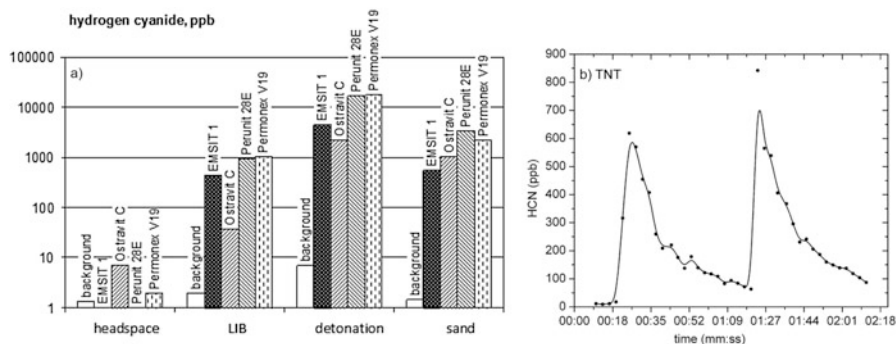 hydrogen cyanide, ppb
a)
100000
10000
1000
100
10
1
background
EMSIT 1
Ostravit C
Perunit 28E
Permonex V19
background
EMSIT 1
Ostravit C
Perunit 28E
Permonex V19
background
EMSIT 1
Ostravit C
Perunit 28E
Permonex V19
background
EMSIT 1
Ostravit C
Perunit 28E
Permonex V19
headspace LIB detonation sand
b) TNT
HCN (ppb)
900
800
700
600
500
400
300
200
100
0
00:00 00:18 00:35 00:52 01:09 01:27 01:44 02:01 02:18
time (mm:ss)